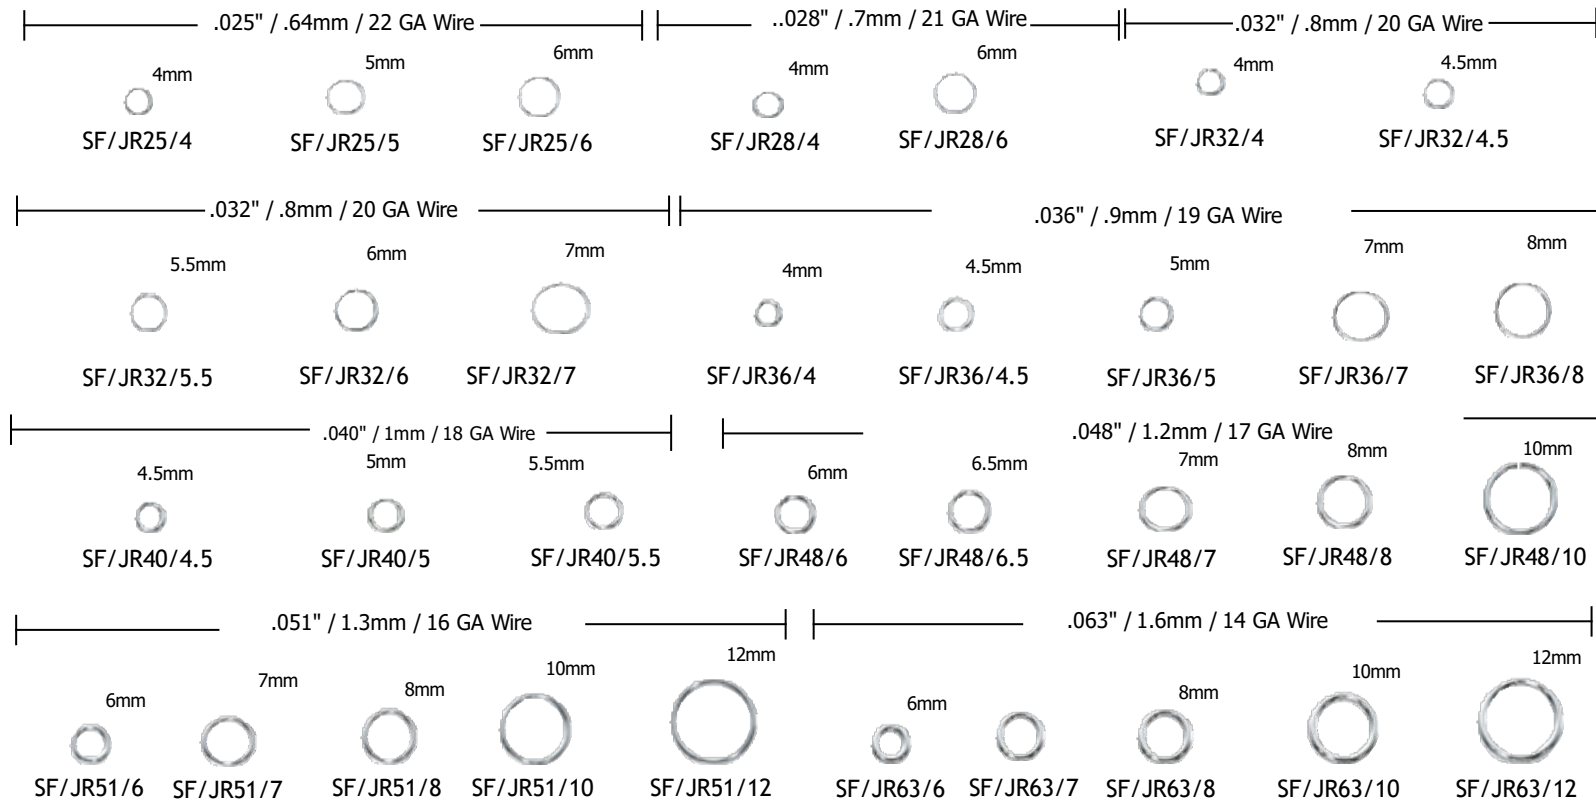 .025" / .64mm / 22 GA Wire
..028" / .7mm / 21 GA Wire
.032" / .8mm / 20 GA Wire
4mm
5mm
6mm
4mm
6mm
4mm
4.5mm
SF/JR25/4
SF/JR25/5
SF/JR25/6
SF/JR28/4
SF/JR28/6
SF/JR32/4
SF/JR32/4.5
.032" / .8mm / 20 GA Wire
.036" / .9mm / 19 GA Wire
5.5mm
6mm
7mm
4mm
4.5mm
5mm
7mm
8mm
SF/JR32/5.5
SF/JR32/6
SF/JR32/7
SF/JR36/4
SF/JR36/4.5
SF/JR36/5
SF/JR36/7
SF/JR36/8
.040" / 1mm / 18 GA Wire
.048" / 1.2mm / 17 GA Wire
4.5mm
5mm
5.5mm
6mm
6.5mm
7mm
8mm
10mm
SF/JR40/4.5
SF/JR40/5
SF/JR40/5.5
SF/JR48/6
SF/JR48/6.5
SF/JR48/7
SF/JR48/8
SF/JR48/10
.051" / 1.3mm / 16 GA Wire
.063" / 1.6mm / 14 GA Wire
6mm
7mm
8mm
10mm
12mm
6mm
8mm
10mm
12mm
SF/JR51/6
SF/JR51/7
SF/JR51/8
SF/JR51/10
SF/JR51/12
SF/JR63/6
SF/JR63/7
SF/JR63/8
SF/JR63/10
SF/JR63/12